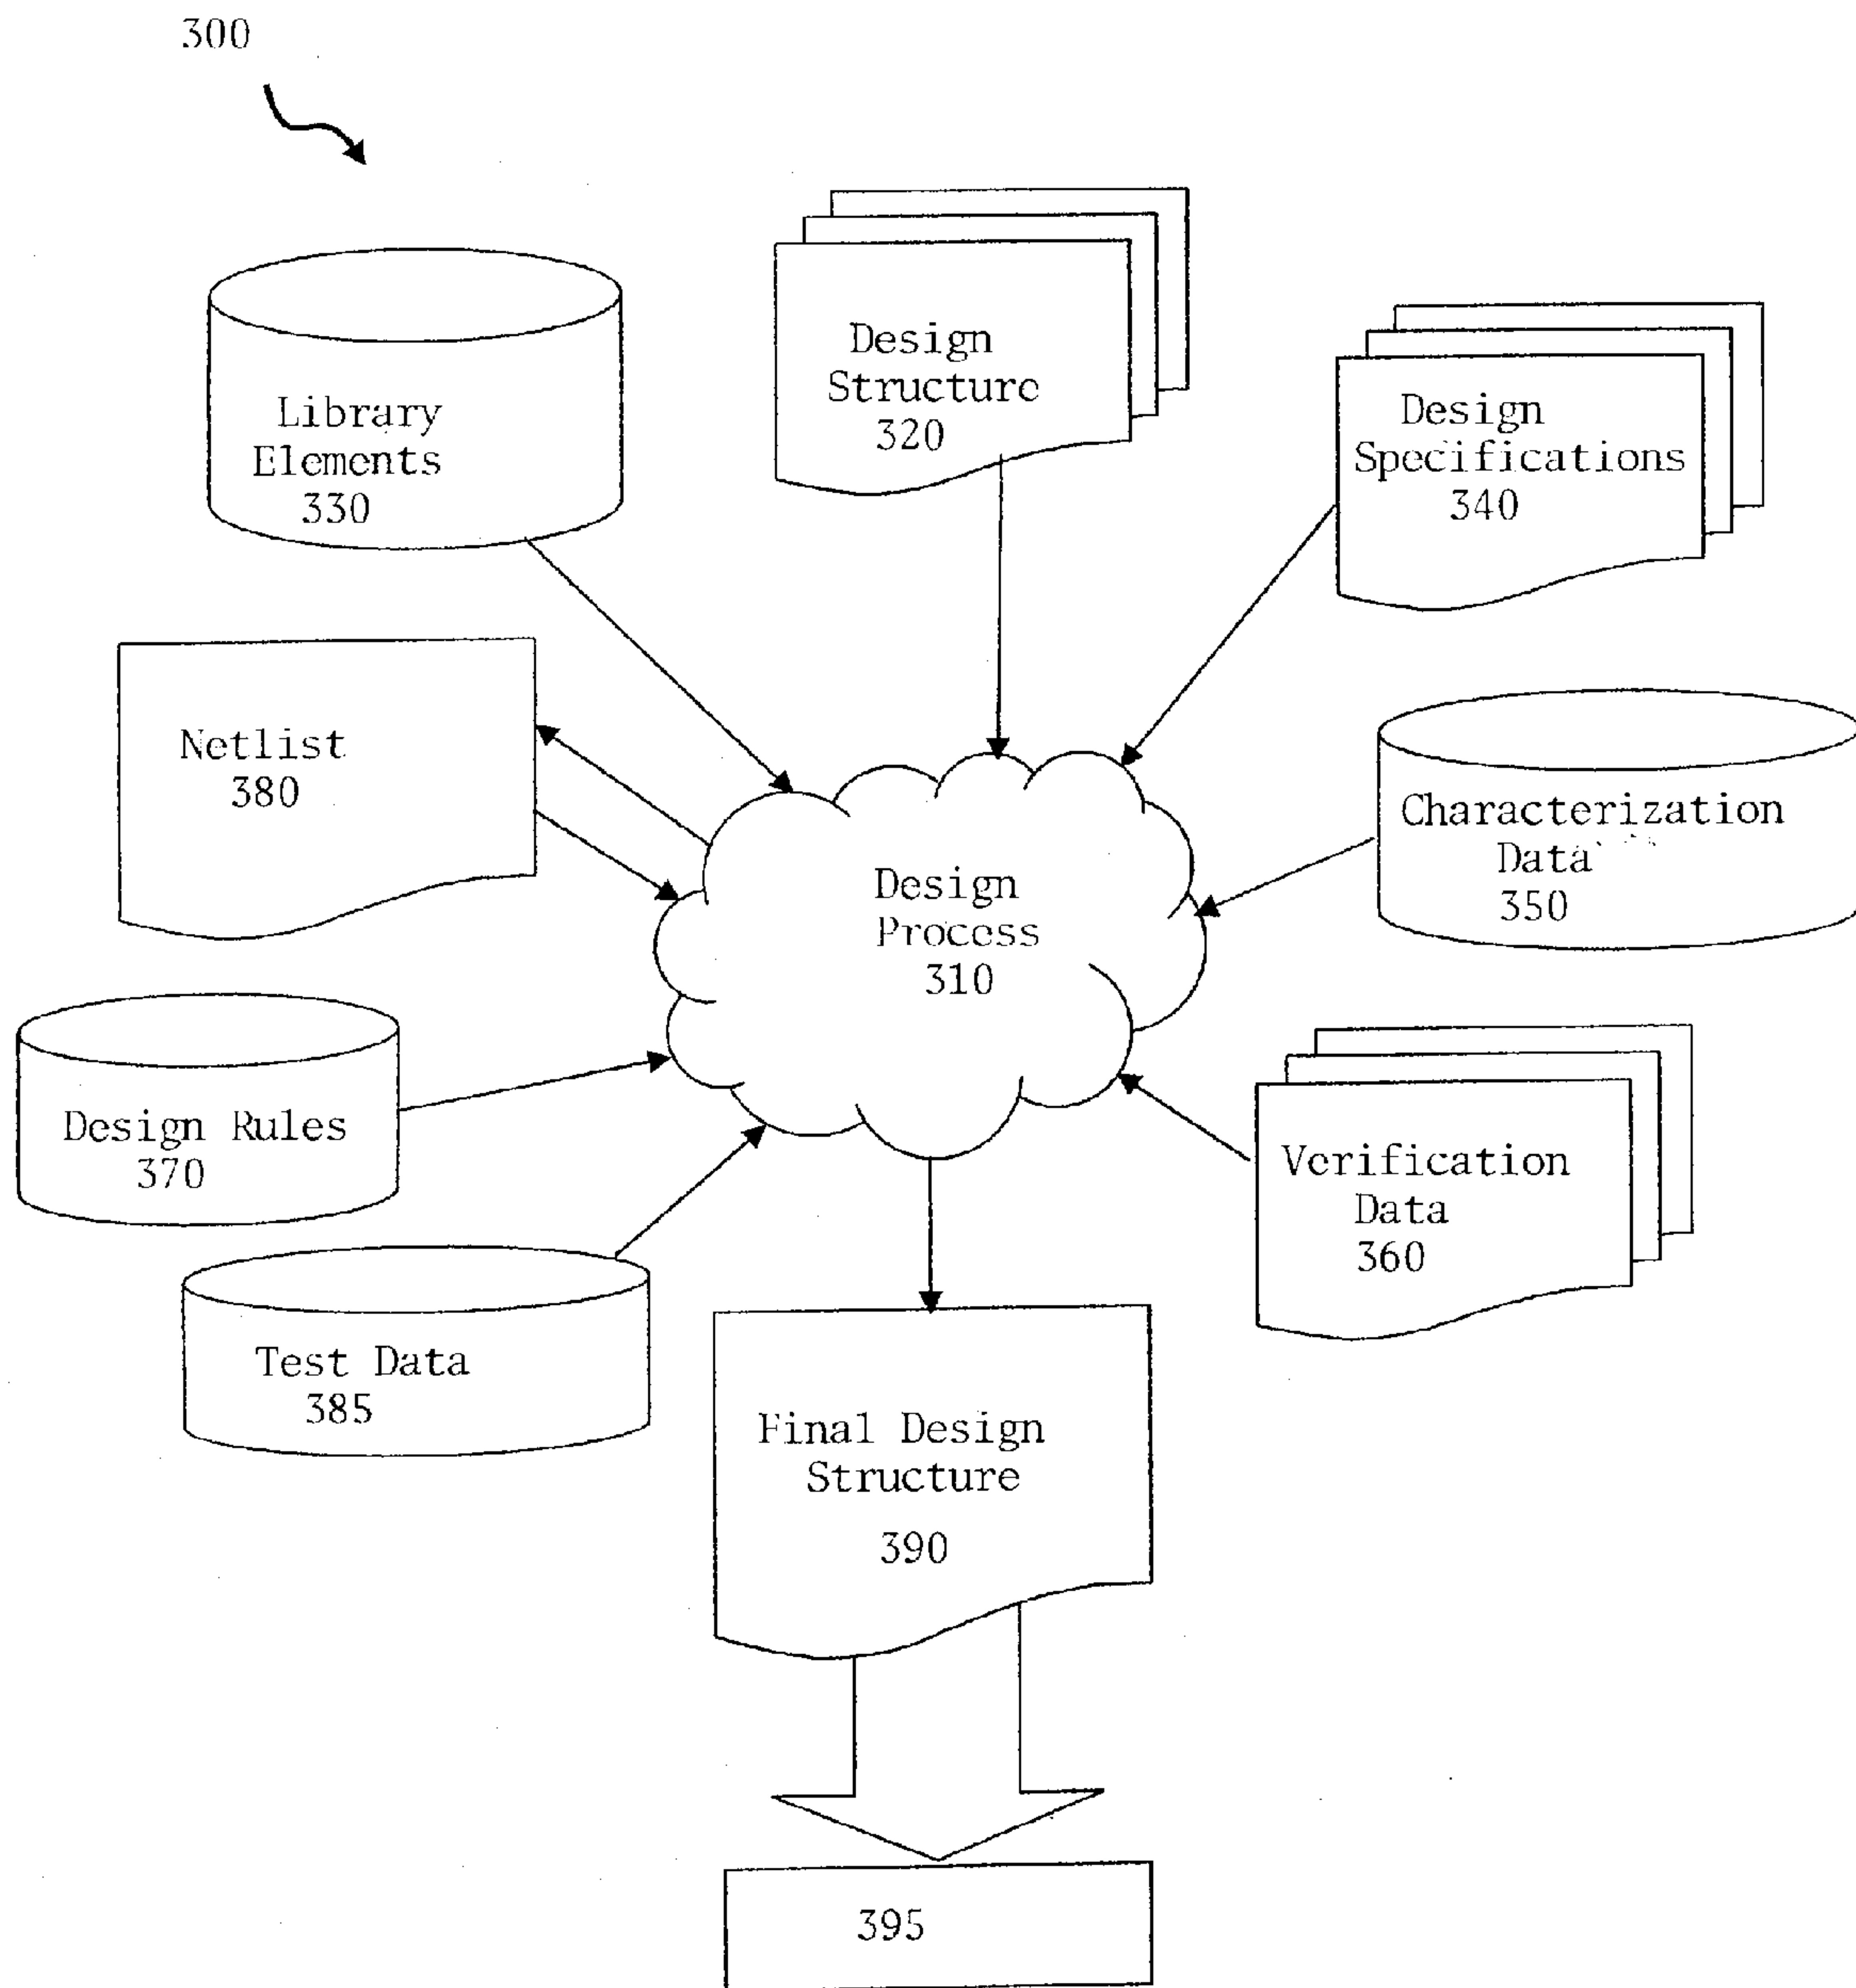 300
Library
Elements
330
Design
Structure
320
Design
Specifications
340
Netlist
380
Design
Process
310
Characterization
Data
350
Design Rules
370
Verification
Data
360
Test Data
385
Final Design
Structure
390
395